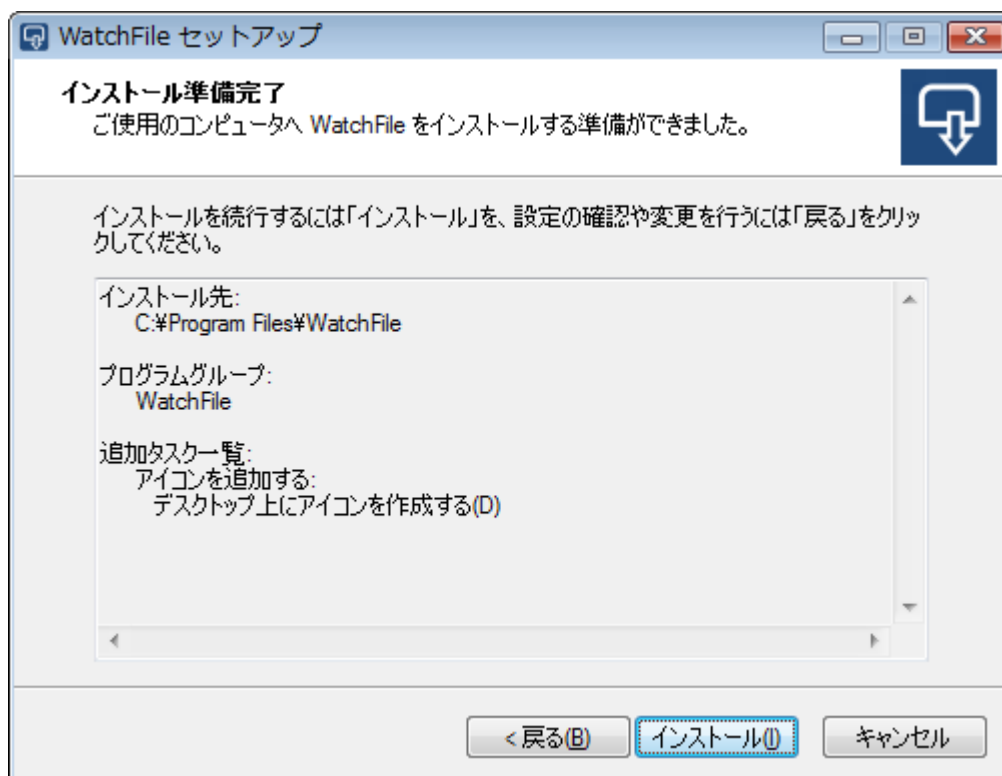 WatchFile セットアップ
インストール準備完了
ご使用のコンピュータへ WatchFile をインストールする準備ができました。
インストールを続行するには「インストール」を、設定の確認や変更を行うには「戻る」をクリッ
クしてください。
インストール先:
C:¥Program Files¥WatchFile
プログラムグループ:
WatchFile
追加タスク一覧:
アイコンを追加する:
デスクトップ上にアイコンを作成する(D)
< 戻る(B)
インストール(I)
キャンセル